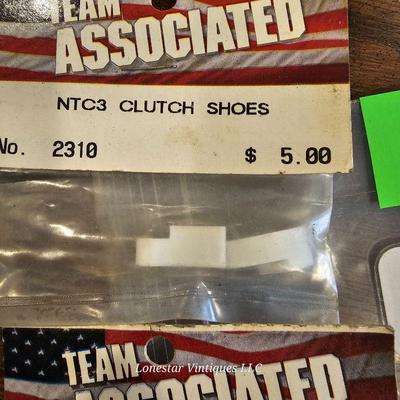 TEAM
ASSOCIATED
NTC3 CLUTCH SHOES
No. 2310 $ 5.00
TEAM
Lonestar Vintiques LLC
ASSOCIATED